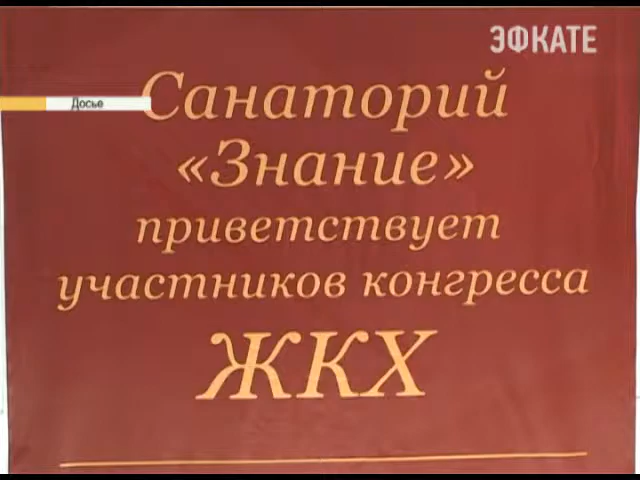 ЭФКАТЕ
Досье
Санаторий
«Знание»
приветствует
участников конгресса
ЖКХ